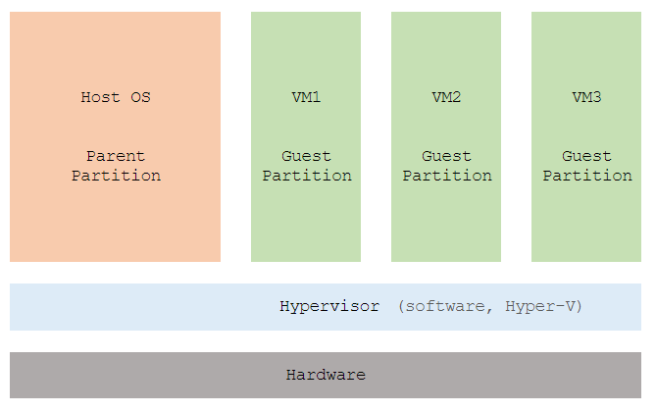 Host OS
Parent
Partition
VM1
Guest
Partition
VM2
Guest
Partition
VM3
Guest
Partition
Hypervisor (software, Hyper-V)
Hardware